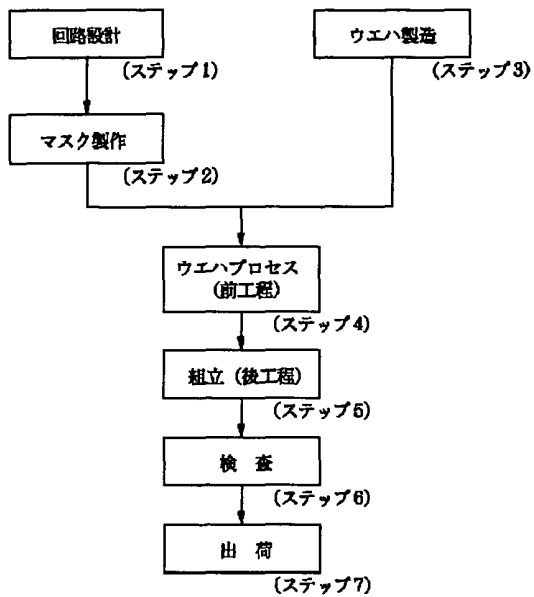 回路設計
(ステップ1)
ウエハ製造
(ステップ3)
マスク製作
(ステップ2)
ウエハプロセス
(前工程)
(ステップ4)
組立(後工程)
(ステップ5)
検 査
(ステップ6)
出 荷
(ステップ7)